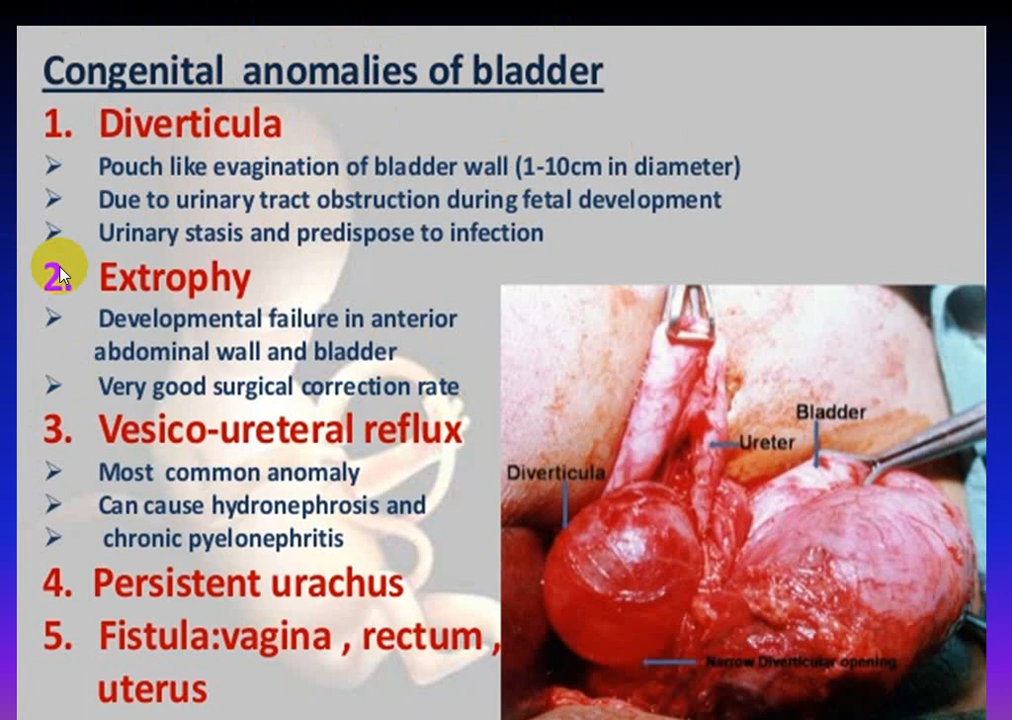 Congenital anomalies of bladder
1. Diverticula
➢ Pouch like evagination of bladder wall (1-10cm in diameter)
➢ Due to urinary tract obstruction during fetal development
➢ Urinary stasis and predispose to infection
2. Extrophy
➢ Developmental failure in anterior
abdominal wall and bladder
➢ Very good surgical correction rate
3. Vesico-ureteral reflux
➢ Most common anomaly
➢ Can cause hydronephrosis and
➢ chronic pyelonephritis
4. Persistent urachus
5. Fistula:vagina , rectum ,
uterus
Bladder
Ureter
Diverticula
Narrow Diverticular opening